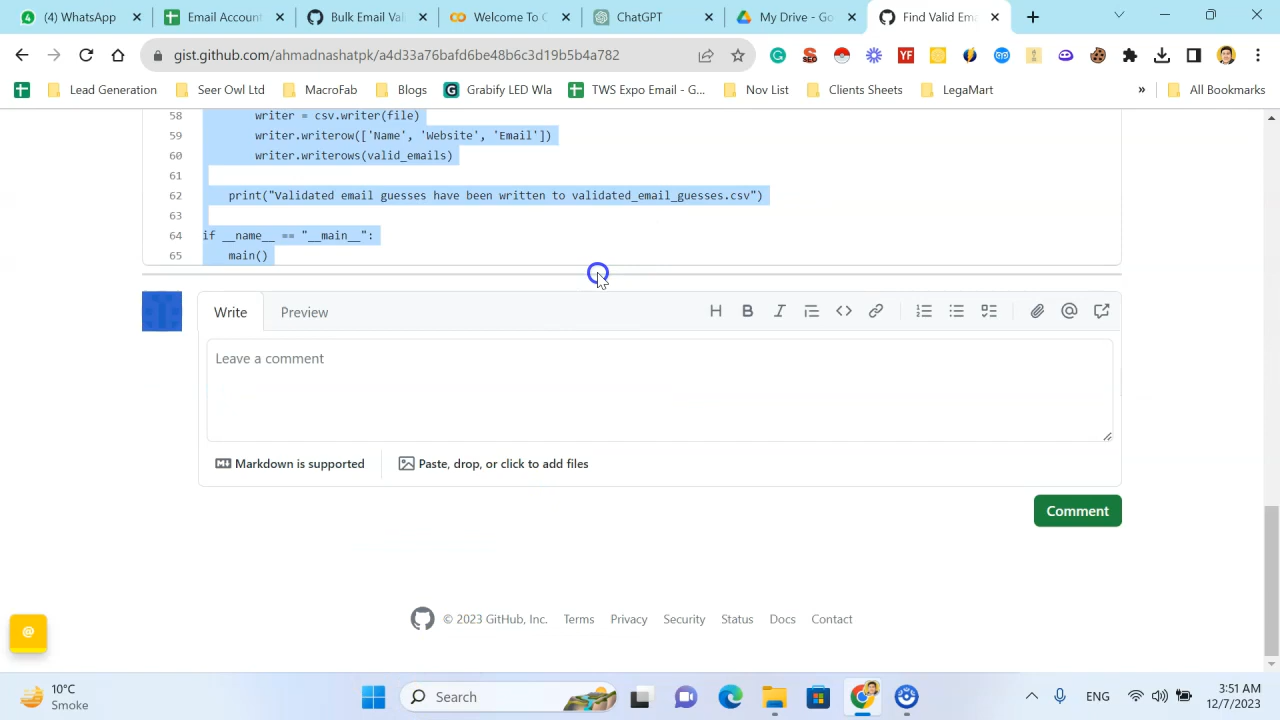 (4) WhatsApp
Email Account
Bulk Email Val
Welcome To C
ChatGPT
My Drive - Go
Find Valid Em
gist.github.com/ahmadnashatpk/a4d33a76bafd6be48b6c3d19b5b4a782
SEO
YF
Lead Generation
Seer Owl Ltd
MacroFab
Blogs
Grabify LED Wla
TWS Expo Email - G...
Nov List
Clients Sheets
LegaMart
»
All Bookmarks
58 writer = csv.writer(file)
59 writer.writerow(['Name', 'Website', 'Email'])
60 writer.writerows(valid_emails)
61
62 print("Validated email guesses have been written to validated_email_guesses.csv")
63
64 if __name__ == "__main__":
65 main()
Write
Preview
Leave a comment
Markdown is supported
Paste, drop, or click to add files
Comment
© 2023 GitHub, Inc.
Terms
Privacy
Security
Status
Docs
Contact
10°C
Smoke
Search
ENG
3:51 AM
12/7/2023